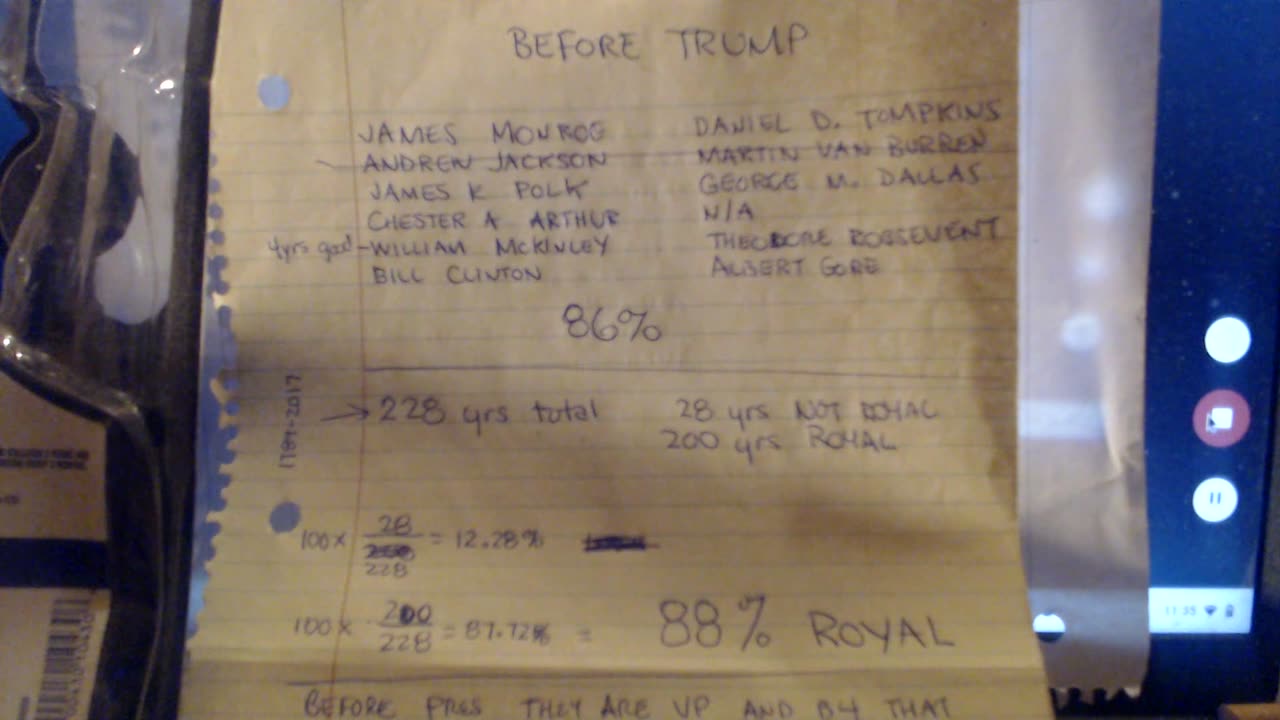 BEFORE TRUMP
JAMES MONROE DANIEL D. TOMPKINS
ANDREW JACKSON MARTIN VAN BURREN
JAMES K POLK GEORGE M. DALLAS
CHESTER A ARTHUR N/A
4yrs good - WILLIAM McKINLEY THEODORE ROSSEVENT
BILL CLINTON ALBERT GORE
86%
1789-2017
→ 228 yrs total 28 yrs NOT ROYAL
200 yrs ROYAL
100 x 28/228 = 12.28%
100 x 200/228 = 87.72% = 88% ROYAL
BEFORE PRES THEY ARE VP AND B4 THAT
11:35